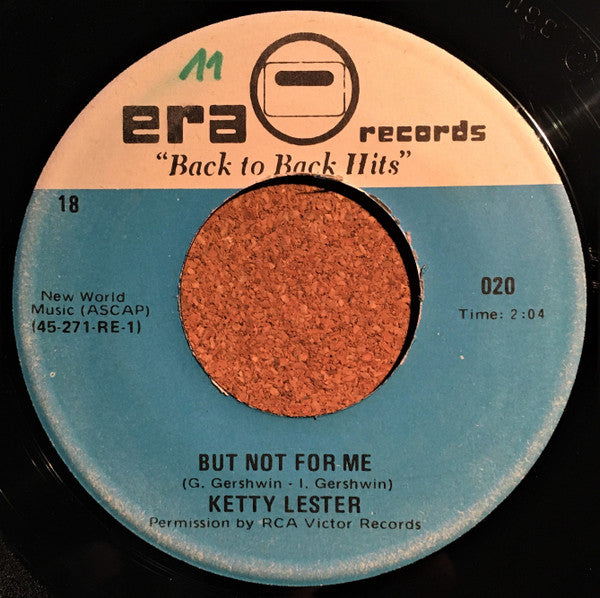 11
era records
"Back to Back Hits"
18
020
New World
Music (ASCAP)
(45-271-RE-1)
Time: 2:04
BUT NOT FOR ME
(G. Gershwin - I. Gershwin)
KETTY LESTER
Permission by RCA Victor Records